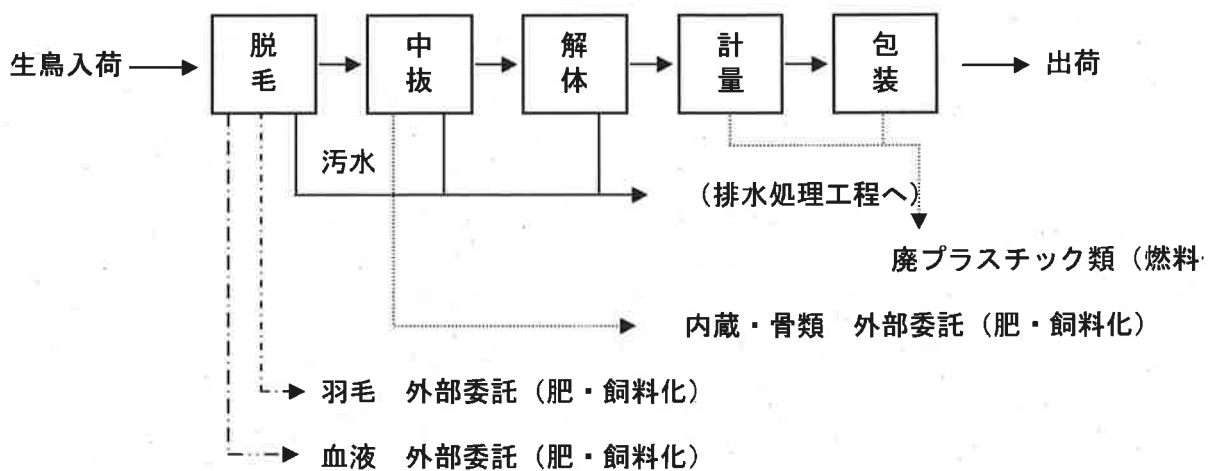 生鳥入荷
脱毛
中抜
解体
計量
包装
出荷
汚水
（排水処理工程へ）
廃プラスチック類（燃料
内蔵・骨類　外部委託（肥・飼料化）
羽毛　外部委託（肥・飼料化）
血液　外部委託（肥・飼料化）